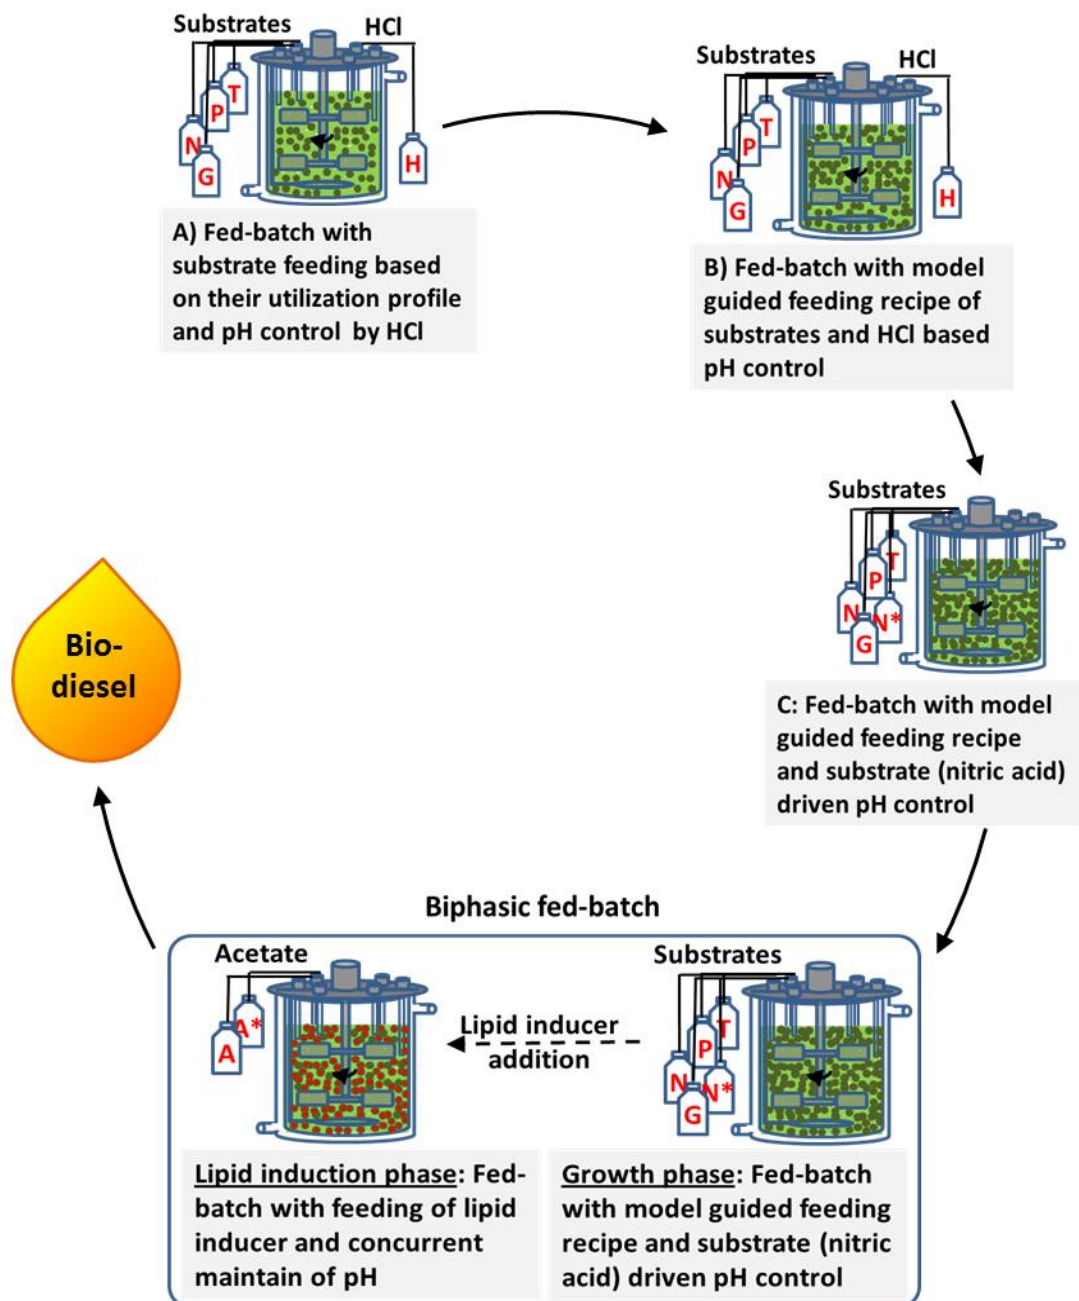 Substrates
HCl
T
P
N
G
H
A) Fed-batch with
substrate feeding based
on their utilization profile
and pH control by HCl
Substrates
HCl
T
P
N
G
H
B) Fed-batch with model
guided feeding recipe of
substrates and HCl based
pH control
Substrates
T
P
N
N*
G
C: Fed-batch with model
guided feeding recipe
and substrate (nitric acid)
driven pH control
Bio-
diesel
Biphasic fed-batch
Acetate
A*
A
Lipid inducer
addition
Substrates
T
P
N
N*
G
Lipid induction phase: Fed-
batch with feeding of lipid
inducer and concurrent
maintain of pH
Growth phase: Fed-batch
with model guided feeding
recipe and substrate (nitric
acid) driven pH control